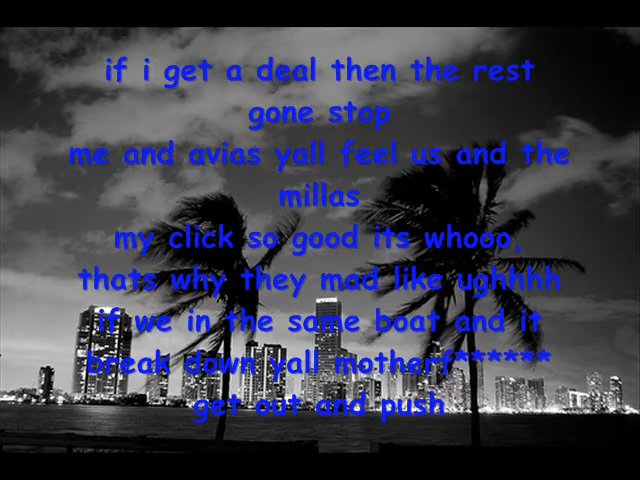 if i get a deal then the rest
gone stop
me and avias yall feel us and the
millas
my click so good its whooo,
thats why they mad like ughhhh
if we in the same boat and it
break down yall motherf******
get out and push